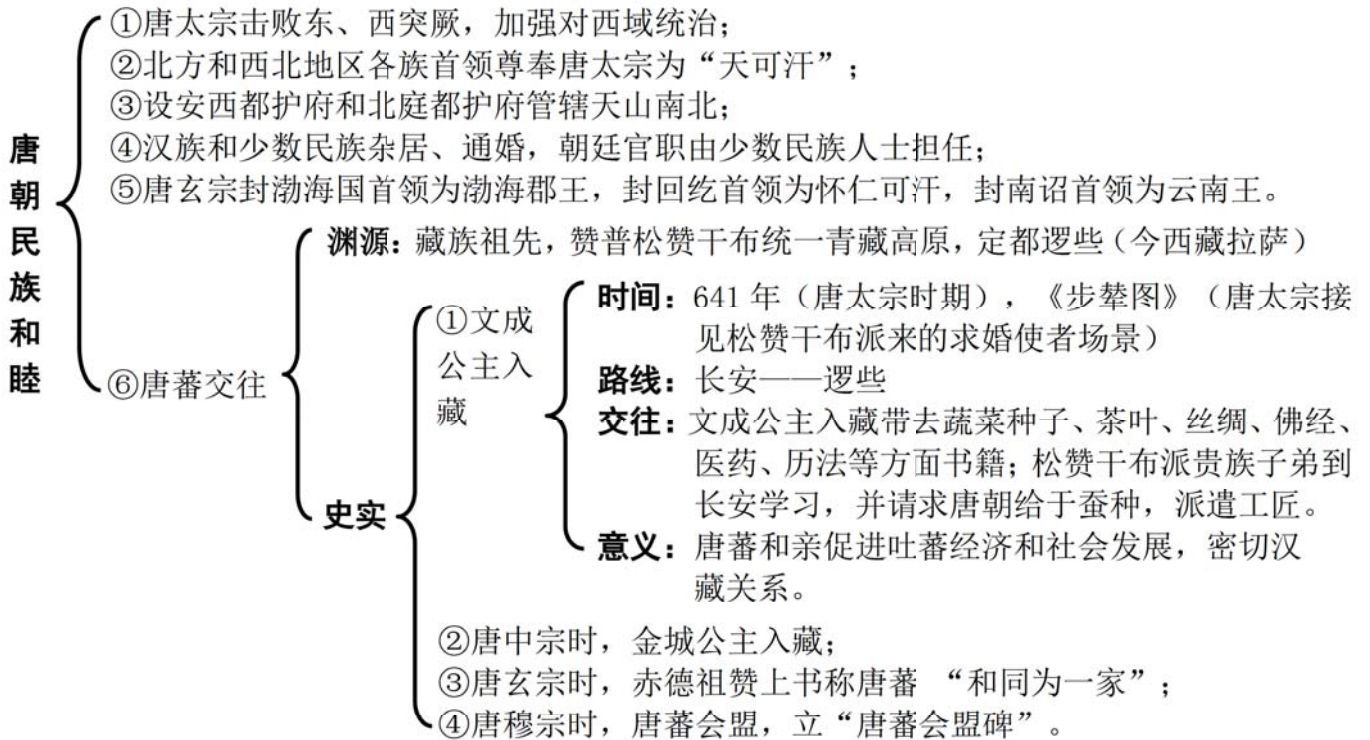 唐朝民族和睦
①唐太宗击败东、西突厥，加强对西域统治；
②北方和西北地区各族首领尊奉唐太宗为“天可汗”；
③设安西都护府和北庭都护府管辖天山南北；
④汉族和少数民族杂居、通婚，朝廷官职由少数民族人士担任；
⑤唐玄宗封渤海国首领为渤海郡王，封回纥首领为怀仁可汗，封南诏首领为云南王。
⑥唐蕃交往
渊源：藏族祖先，赞普松赞干布统一青藏高原，定都逻些（今西藏拉萨）
史实
①文成
公主入
藏
时间：641 年（唐太宗时期），《步辇图》（唐太宗接
见松赞干布派来的求婚使者场景）
路线：长安——逻些
交往：文成公主入藏带去蔬菜种子、茶叶、丝绸、佛经、
医药、历法等方面书籍；松赞干布派贵族子弟到
长安学习，并请求唐朝给于蚕种，派遣工匠。
意义：唐蕃和亲促进吐蕃经济和社会发展，密切汉
藏关系。
②唐中宗时，金城公主入藏；
③唐玄宗时，赤德祖赞上书称唐蕃 “和同为一家”；
④唐穆宗时，唐蕃会盟，立“唐蕃会盟碑”。